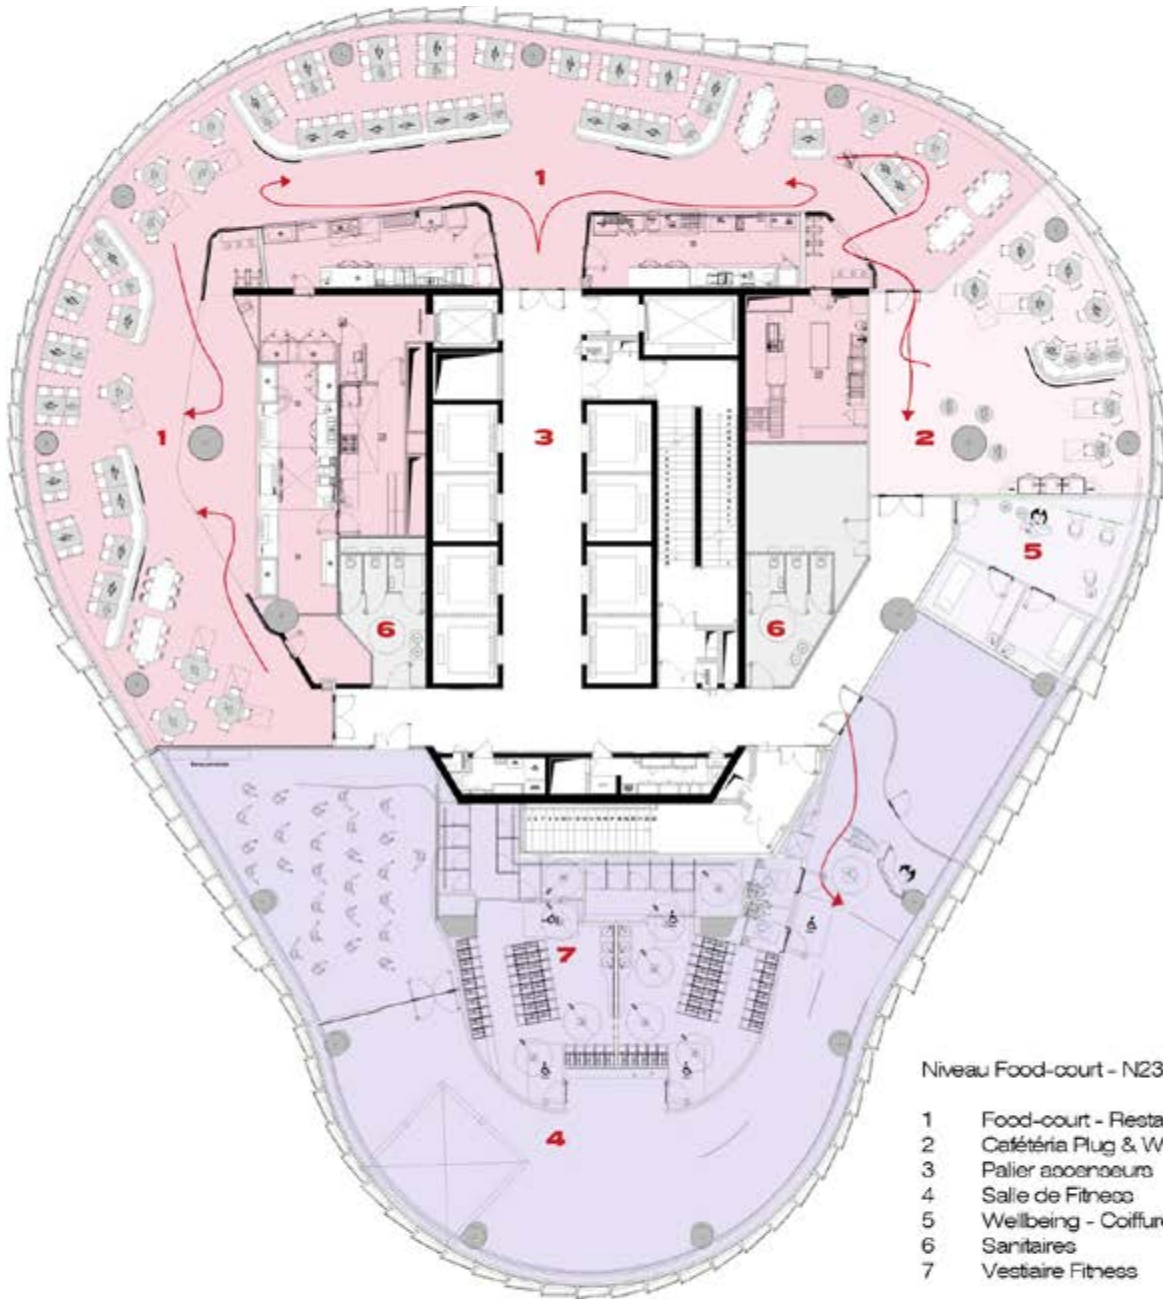 1
1
3
2
5
6
6
7
4
Niveau Food-court - N23
1 Food-court - Resta
2 Cafétéria Plug & W
3 Palier ascenseurs
4 Salle de Fitness
5 Wellbeing - Coiffur
6 Sanitaires
7 Vestiaire Fitness